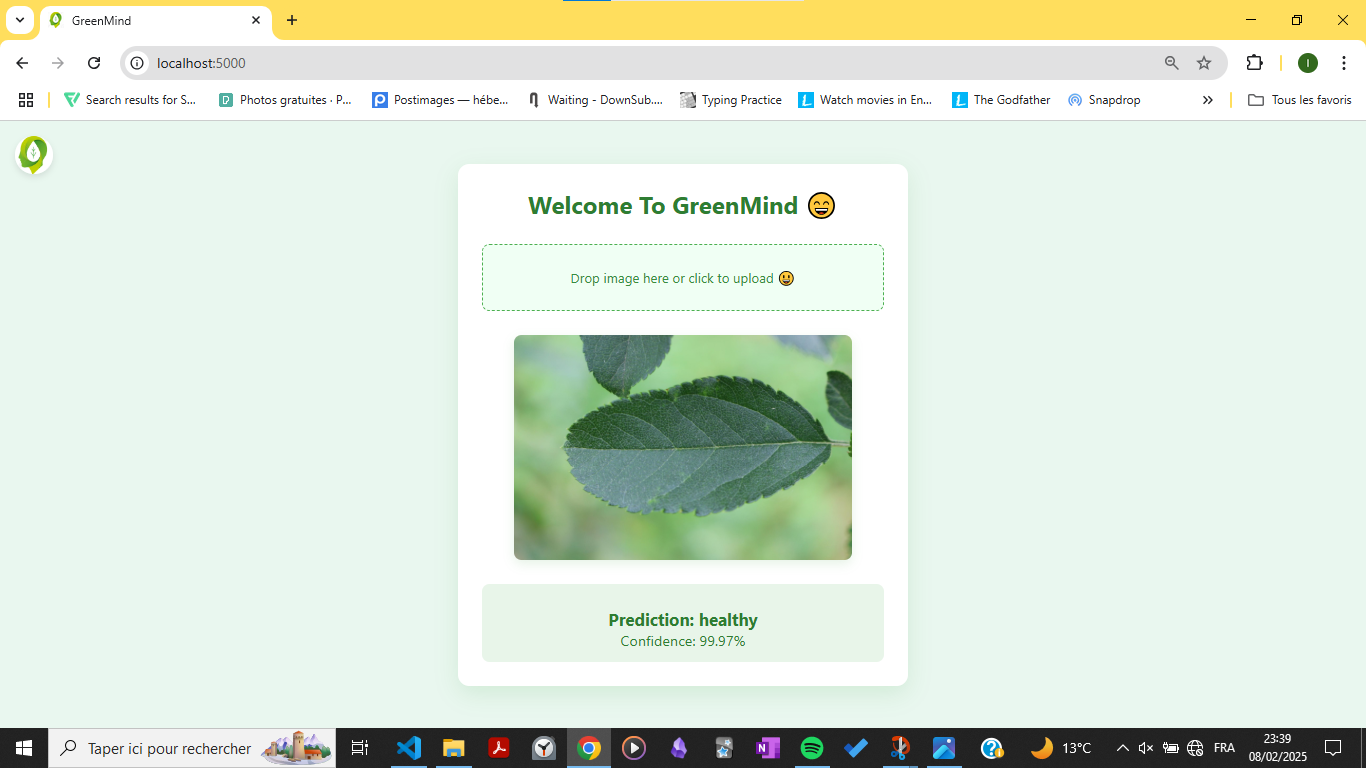 GreenMind
localhost:5000
Search results for S...
Photos gratuites · P...
Postimages — hébe...
Waiting - DownSub....
Typing Practice
Watch movies in En...
The Godfather
Snapdrop
Tous les favoris
Welcome To GreenMind 😄
Drop image here or click to upload 😃
Prediction: healthy
Confidence: 99.97%
Taper ici pour rechercher
13°C
FRA
23:39
08/02/2025